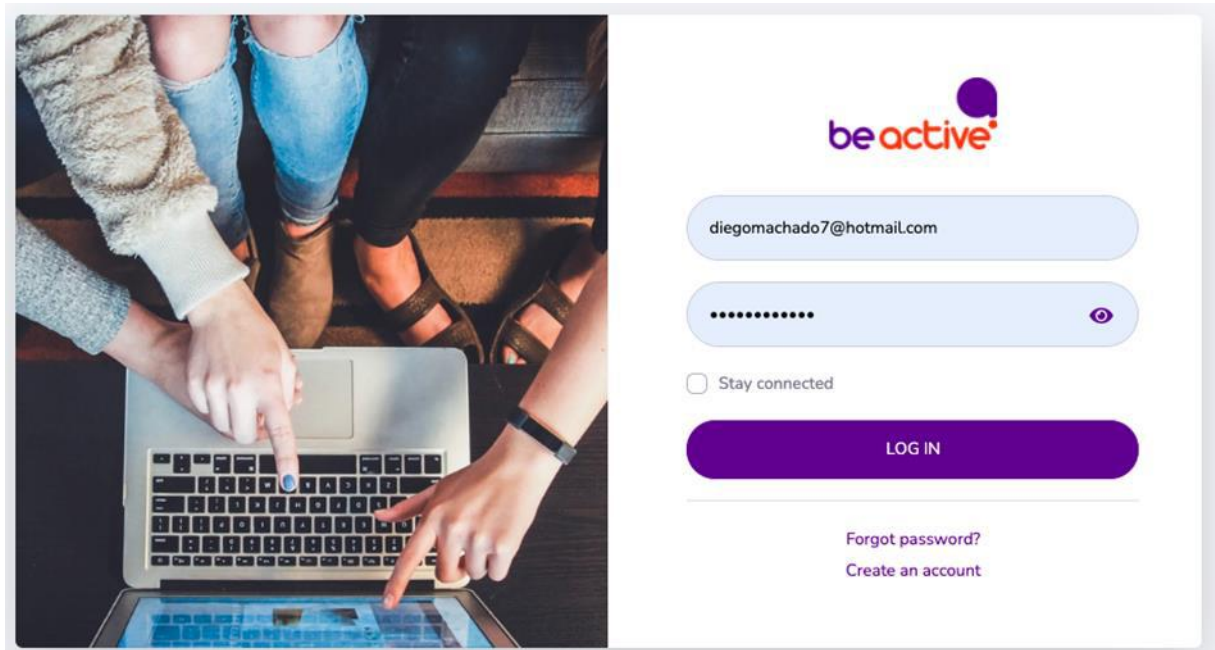 be active
diegomachado7@hotmail.com
••••••••••••
Stay connected
LOG IN
Forgot password?
Create an account